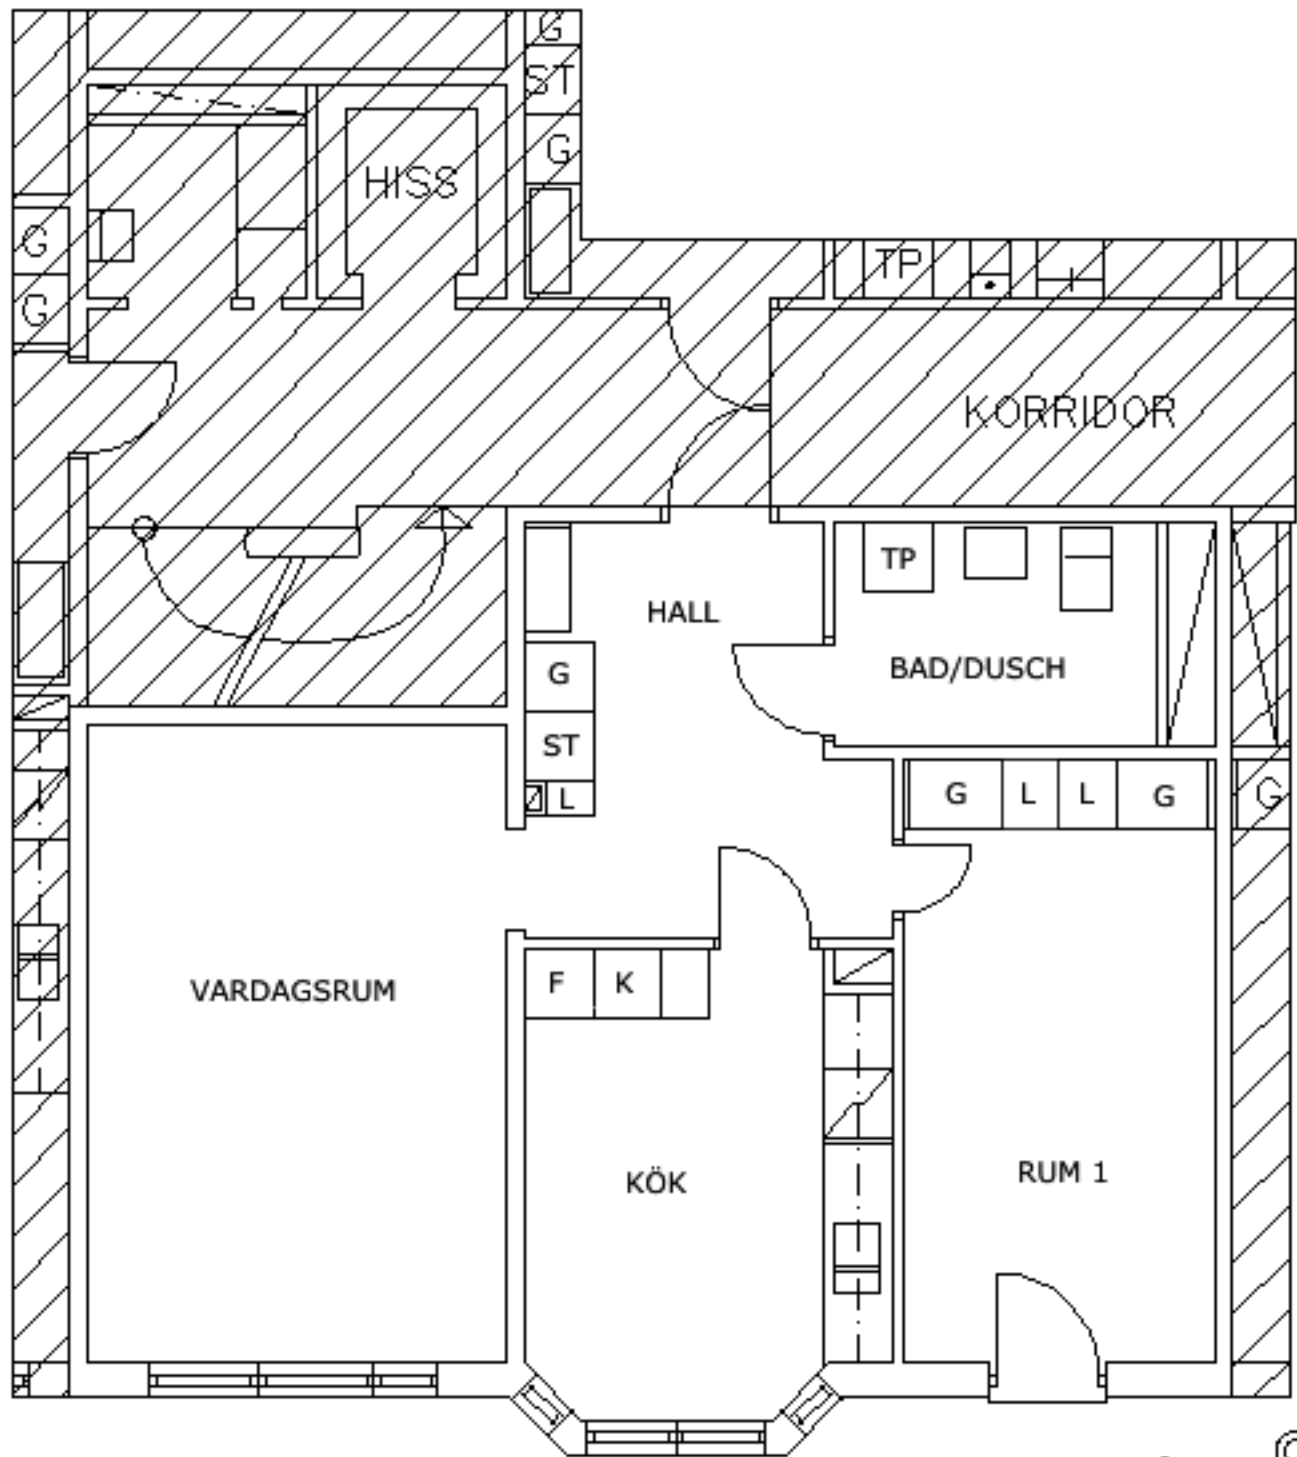 G
ST
G
HISS
G
G
TP
KORRIDOR
HALL
TP
BAD/DUSCH
G
ST
L
G L L G
G
VARDAGSRUM
F K
KÖK
RUM 1